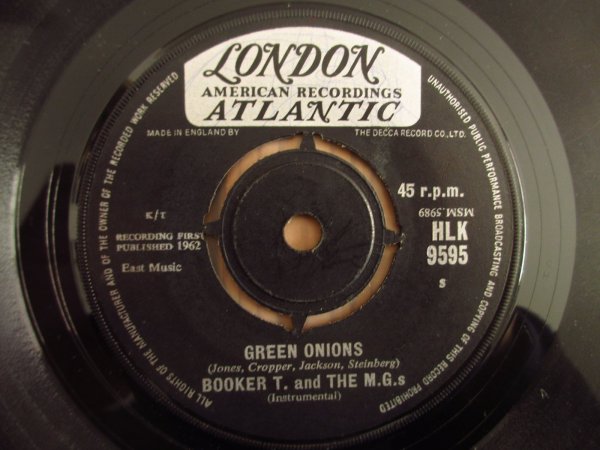 LONDON
AMERICAN RECORDINGS
ATLANTIC
MADE IN ENGLAND BY THE DECCA RECORD CO., LTD.
ALL RIGHTS OF THE MANUFACTURER AND OF THE OWNER OF THE RECORDED WORK RESERVED
UNAUTHORISED PUBLIC PERFORMANCE BROADCASTING AND COPYING OF THIS RECORD PROHIBITED
K/T
RECORDING FIRST
PUBLISHED 1962
East Music
45 r.p.m.
MSM.5989
HLK
9595
S
GREEN ONIONS
(Jones, Cropper, Jackson, Steinberg)
BOOKER T. and THE M.G.s
(Instrumental)